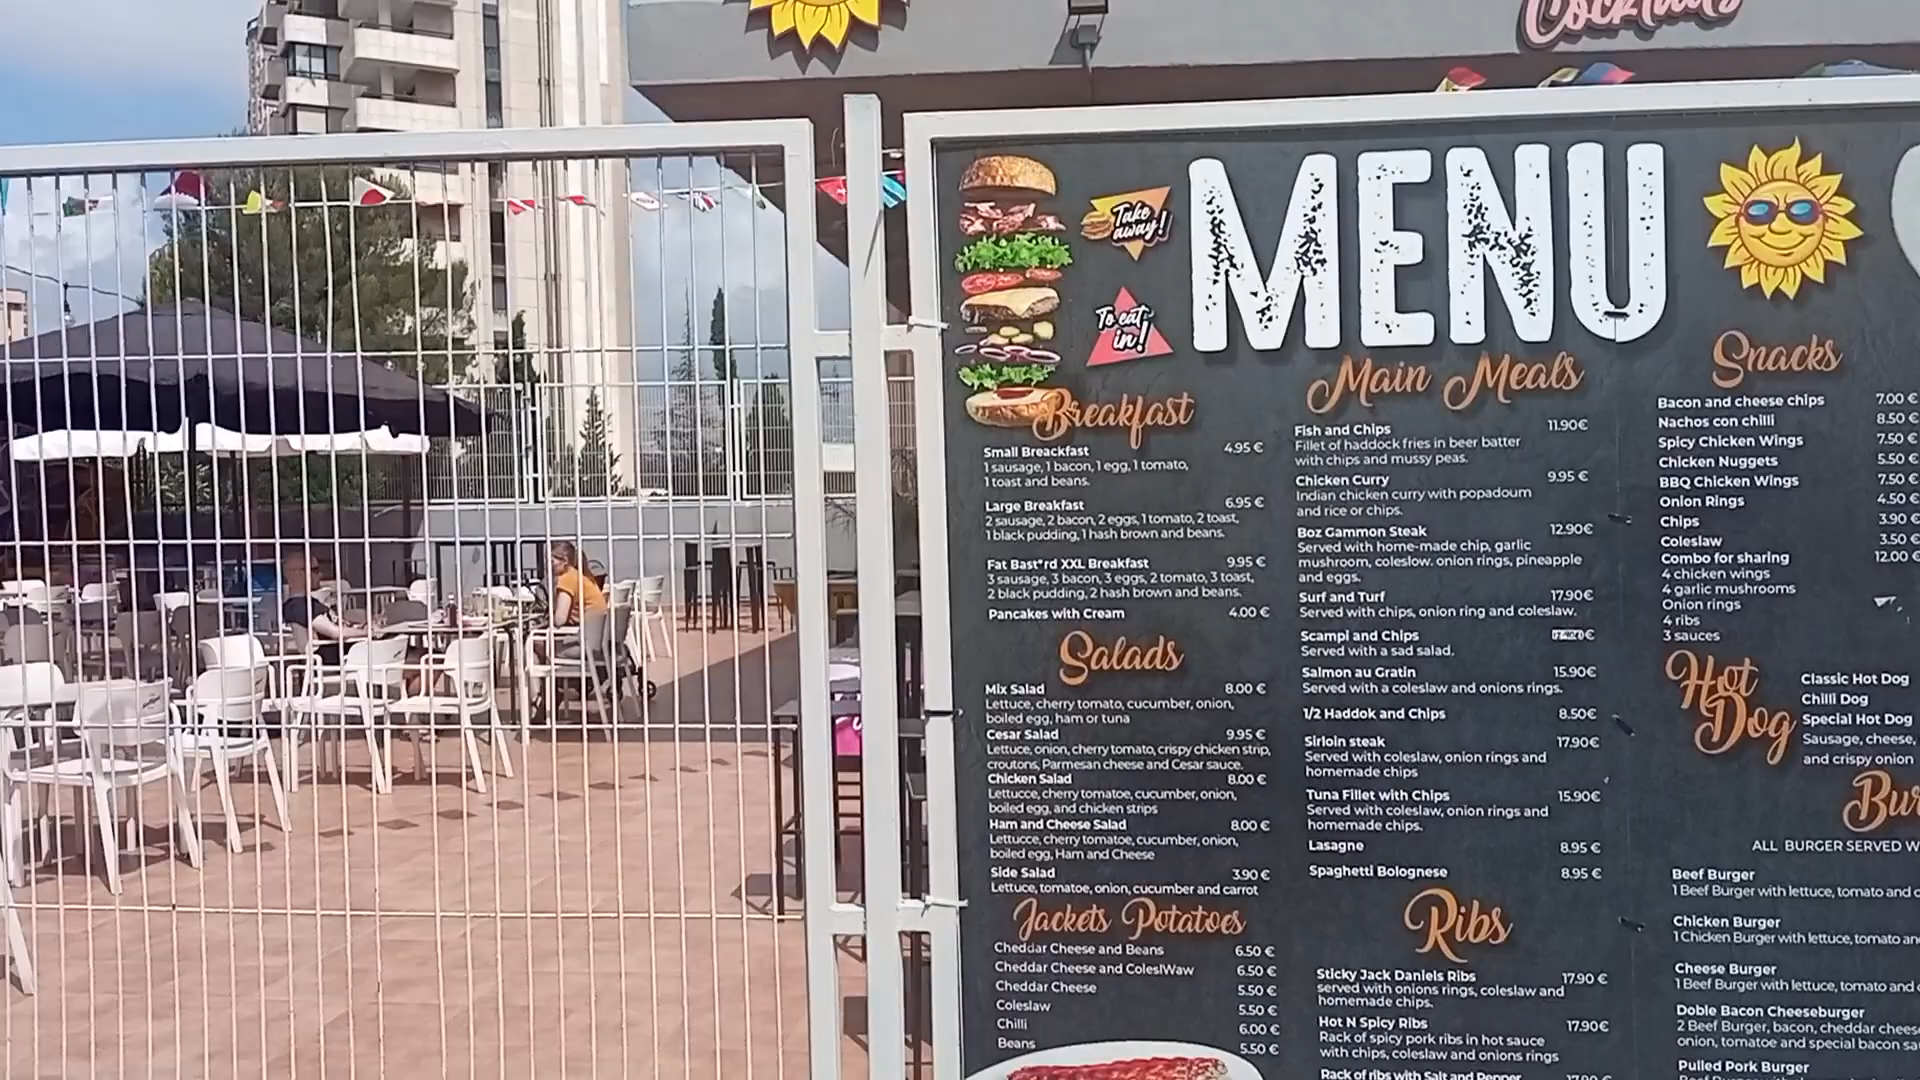 Cocktails
Take
away!
To eat
in!
MENU
Breakfast
Small Breackfast 4.95 €
1 sausage, 1 bacon, 1 egg, 1 tomato,
1 toast and beans.
Large Breakfast 6.95 €
2 sausage, 2 bacon, 2 eggs, 1 tomato, 2 toast,
1 black pudding, 1 hash brown and beans.
Fat Bast*rd XXL Breakfast 9.95 €
3 sausage, 3 bacon, 3 eggs, 2 tomato, 3 toast,
2 black pudding, 2 hash brown and beans.
Pancakes with Cream 4.00 €
Salads
Mix Salad 8.00 €
Lettuce, cherry tomato, cucumber, onion,
boiled egg, ham or tuna
Cesar Salad 9.95 €
Lettuce, onion, cherry tomato, crispy chicken strip,
croutons, Parmesan cheese and Cesar sauce.
Chicken Salad 8.00 €
Lettucce, cherry tomatoe, cucumber, onion,
boiled egg, and chicken strips
Ham and Cheese Salad 8.00 €
Lettucce, cherry tomatoe, cucumber, onion,
boiled egg, Ham and Cheese
Side Salad 3.90 €
Lettuce, tomatoe, onion, cucumber and carrot
Jackets Potatoes
Cheddar Cheese and Beans 6.50 €
Cheddar Cheese and ColeslWaw 6.50 €
Cheddar Cheese 5.50 €
Coleslaw 5.50 €
Chilli 6.00 €
Beans 5.50 €
Main Meals
Fish and Chips 11.90€
Fillet of haddock fries in beer batter
with chips and mussy peas.
Chicken Curry 9.95 €
Indian chicken curry with popadoum
and rice or chips.
8oz Gammon Steak 12.90€
Served with home-made chip, garlic
mushroom, coleslow. onion rings, pineapple
and eggs.
Surf and Turf 17.90€
Served with chips, onion ring and coleslaw.
Scampi and Chips €
Served with a sad salad.
Salmon au Gratin 15.90€
Served with a coleslaw and onions rings.
1/2 Haddok and Chips 8.50€
Sirloin steak 17.90€
Served with coleslaw, onion rings and
homemade chips
Tuna Fillet with Chips 15.90€
Served with coleslaw, onion rings and
homemade chips.
Lasagne 8.95 €
Spaghetti Bolognese 8.95 €
Ribs
Sticky Jack Daniels Ribs 17.90 €
served with onions rings, coleslaw and
homemade chips.
Hot N Spicy Ribs 17.90€
Rack of spicy pork ribs in hot sauce
with chips, coleslaw and onions rings
Rack of ribs with Salt and Pepper 17.90 €
Snacks
Bacon and cheese chips 7.00 €
Nachos con chilli 8.50 €
Spicy Chicken Wings 7.50 €
Chicken Nuggets 5.50 €
BBQ Chicken Wings 7.50 €
Onion Rings 4.50 €
Chips 3.90 €
Coleslaw 3.50 €
Combo for sharing 12.00 €
4 chicken wings
4 garlic mushrooms
Onion rings
4 ribs
3 sauces
Hot
Dog
Classic Hot Dog
Chilli Dog
Special Hot Dog
Sausage, cheese,
and crispy onion
Bur
ALL BURGER SERVED W
Beef Burger
1 Beef Burger with lettuce, tomato and
Chicken Burger
1 Chicken Burger with lettuce, tomato
Cheese Burger
1 Beef Burger with lettuce, tomato and
Doble Bacon Cheeseburger
2 Beef Burger, bacon, cheddar
onion, tomatoe and special bacon
Pulled Pork Burger